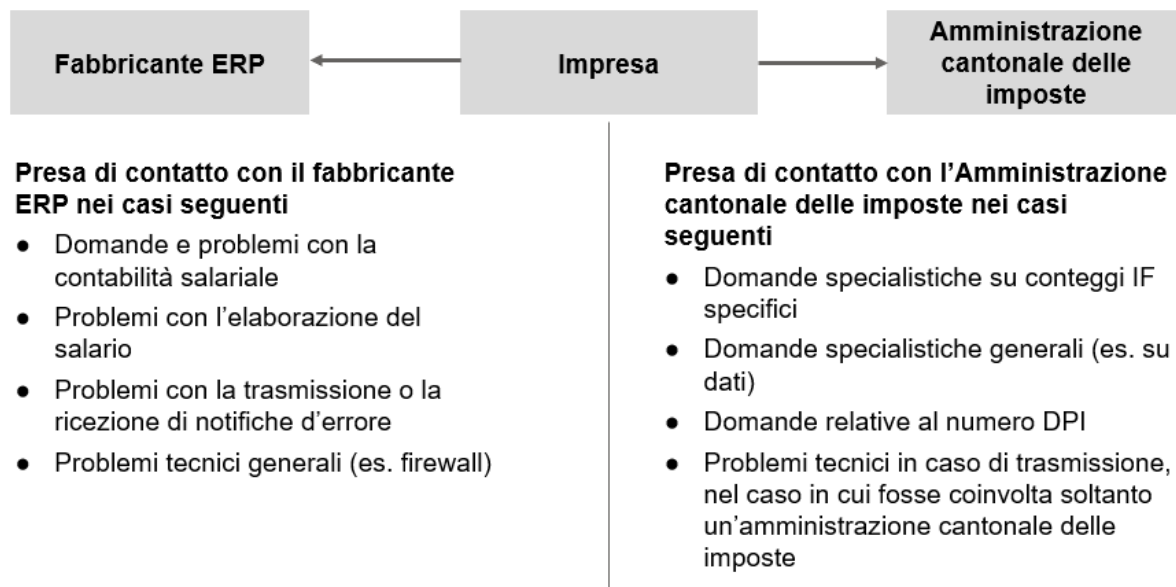 Fabbricante ERP
Impresa
Amministrazione
cantonale delle
imposte
Presa di contatto con il fabbricante
ERP nei casi seguenti
● Domande e problemi con la
contabilità salariale
● Problemi con l’elaborazione del
salario
● Problemi con la trasmissione o la
ricezione di notifiche d’errore
● Problemi tecnici generali (es. firewall)
Presa di contatto con l’Amministrazione
cantonale delle imposte nei casi
seguenti
● Domande specialistiche su conteggi IF
specifici
● Domande specialistiche generali (es. su
dati)
● Domande relative al numero DPI
● Problemi tecnici in caso di trasmissione,
nel caso in cui fosse coinvolta soltanto
un’amministrazione cantonale delle
imposte